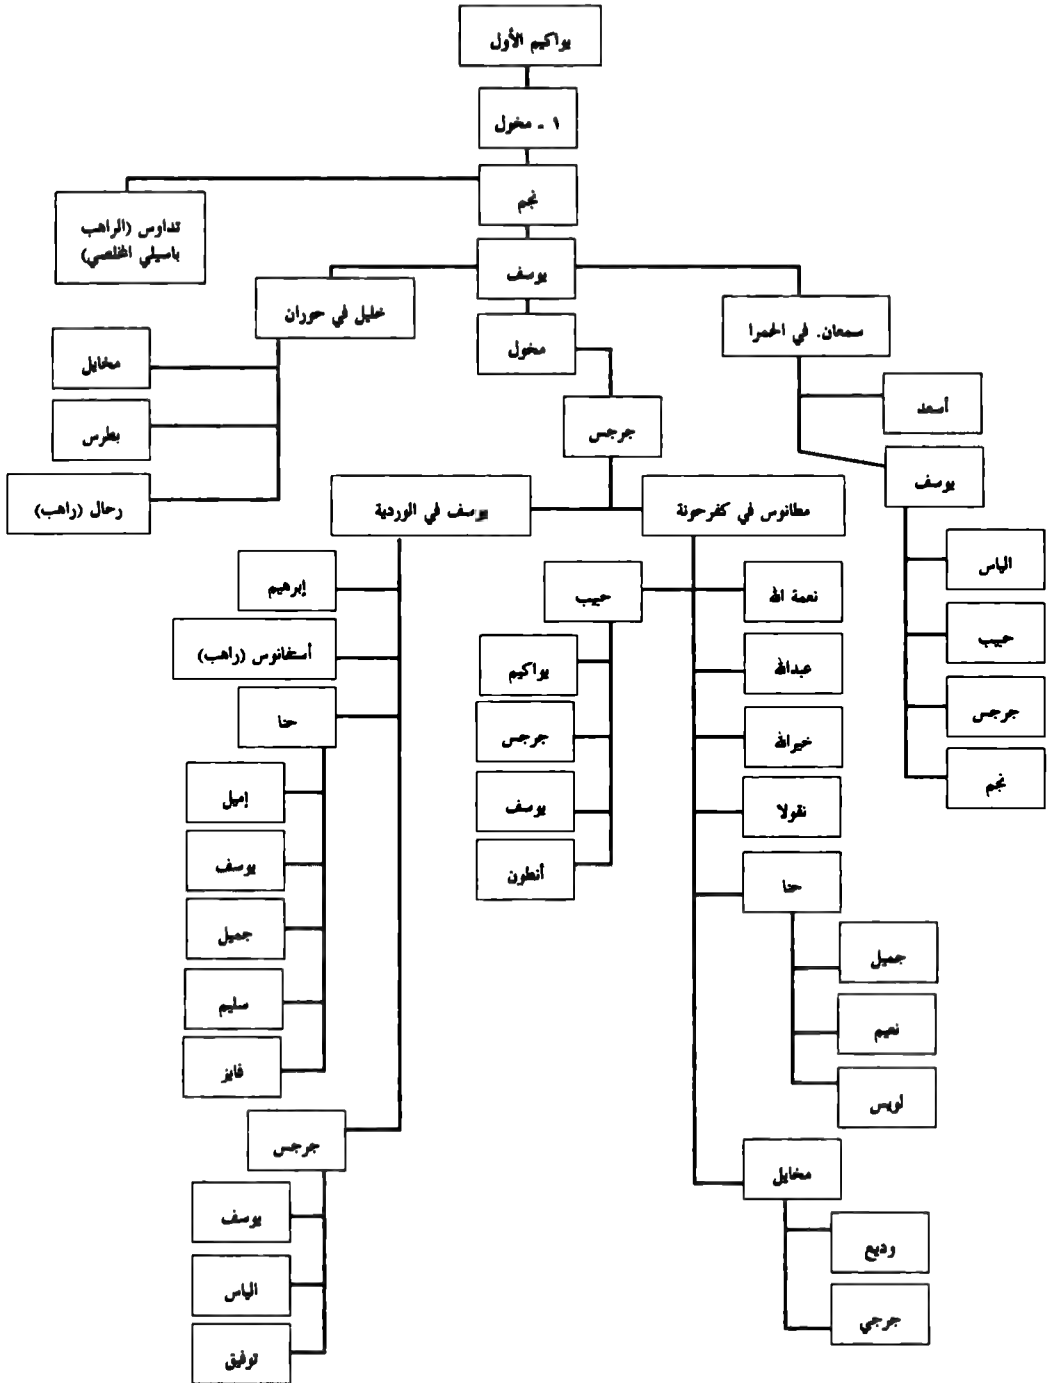 يواكيم الأول
١ - مخول
نجم
تداوس (الراهب
باسيلي المخلصي)
يوسف
خليل في حوران
سمعان. في الحمرا
مخول
مخايل
بطرس
رحال (راهب)
أسعد
يوسف
جرجس
يوسف في الوردية
مطانوس في كفرحونة
الياس
حبيب
جرجس
نجم
إبرهيم
أسطفانوس (راهب)
حنا
إميل
يوسف
جميل
سليم
فايز
جرجس
يوسف
الياس
توفيق
حبيب
يواكيم
جرجس
يوسف
أنطون
نعمة الله
عبدالله
خيرالله
نقولا
حنا
جميل
نعيم
لويس
مخايل
وديع
جرجي